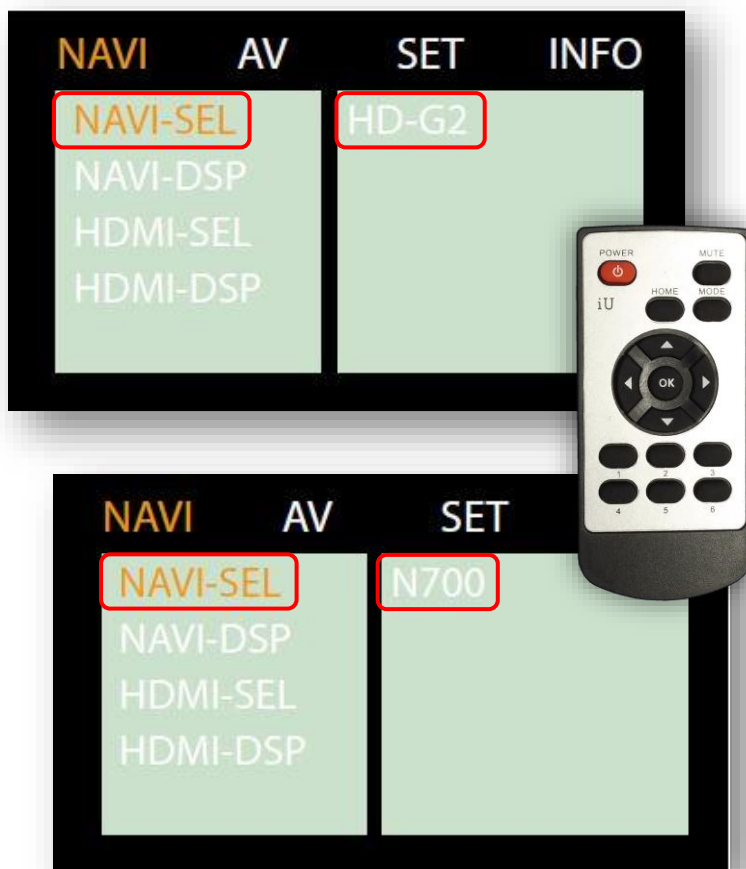 NAVI AV SET INFO
NAVI-SEL HD-G2
NAVI-DSP
HDMI-SEL
HDMI-DSP
POWER MUTE
HOME MODE
iU
OK
1 2 3
4 5 6
NAVI AV SET
NAVI-SEL N700
NAVI-DSP
HDMI-SEL
HDMI-DSP